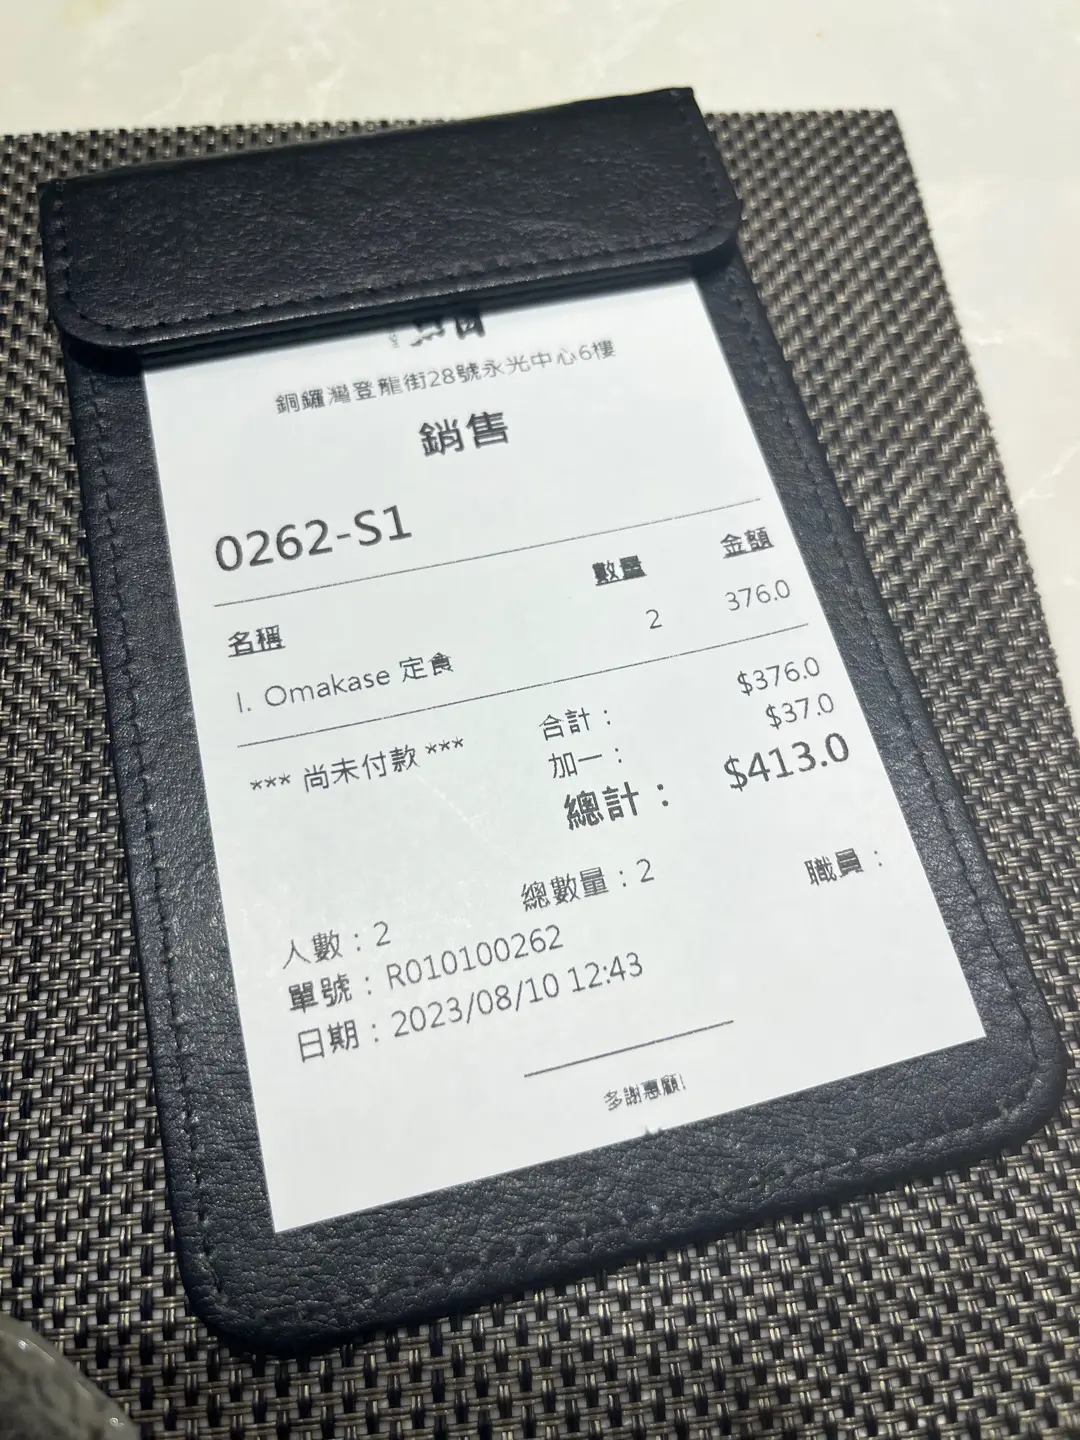 銅鑼灣登龍街28號永光中心6樓
銷售
0262-S1
名稱 數量 金額
1. Omakase 定食 2 376.0
合計： $376.0
*** 尚未付款 *** 加一： $37.0
總計： $413.0
人數：2 總數量：2 職員：
單號：R010100262
日期：2023/08/10 12:43
多謝惠顧!